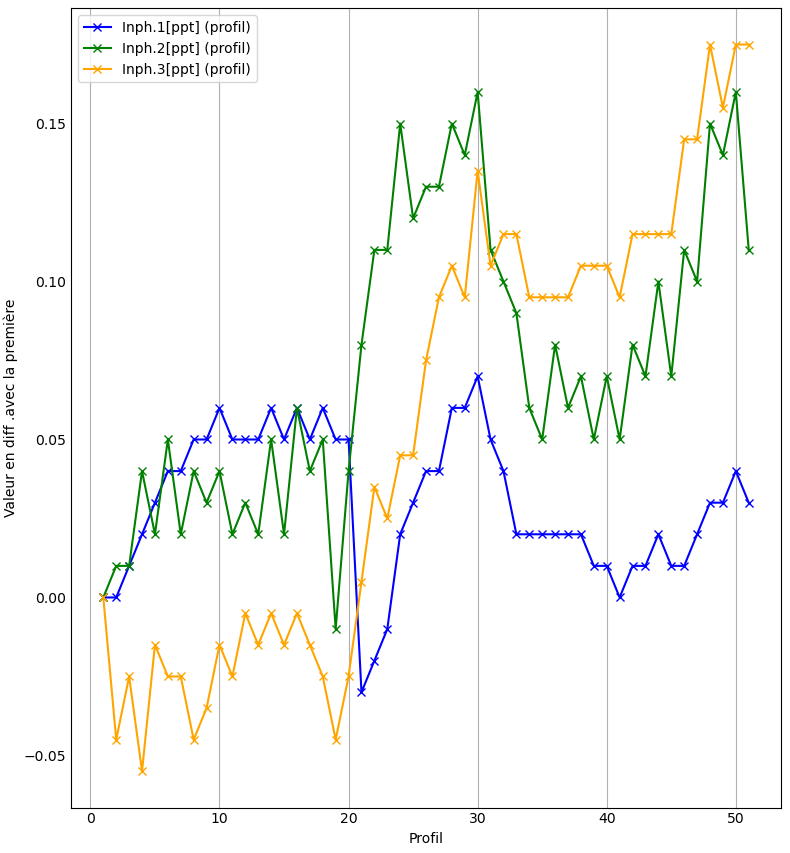 Inph.1[ppt] (profil)
Inph.2[ppt] (profil)
Inph.3[ppt] (profil)
0.15
0.10
0.05
0.00
−0.05
Valeur en diff .avec la première
0 10 20 30 40 50
Profil